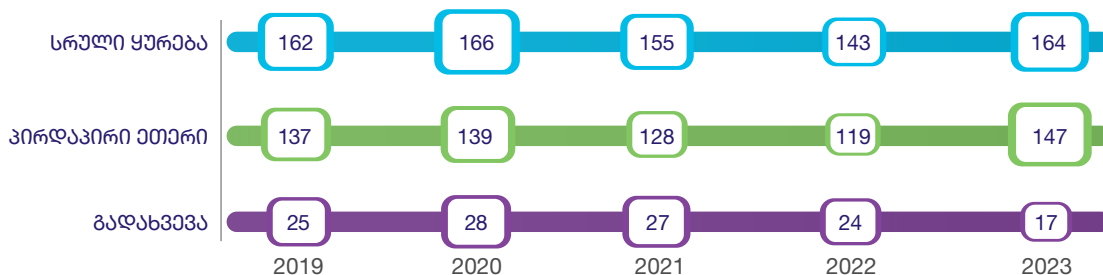 სრული ყურება 162 166 155 143 164
პირდაპირი ეთერი 137 139 128 119 147
გადახვევა 25 28 27 24 17
2019 2020 2021 2022 2023